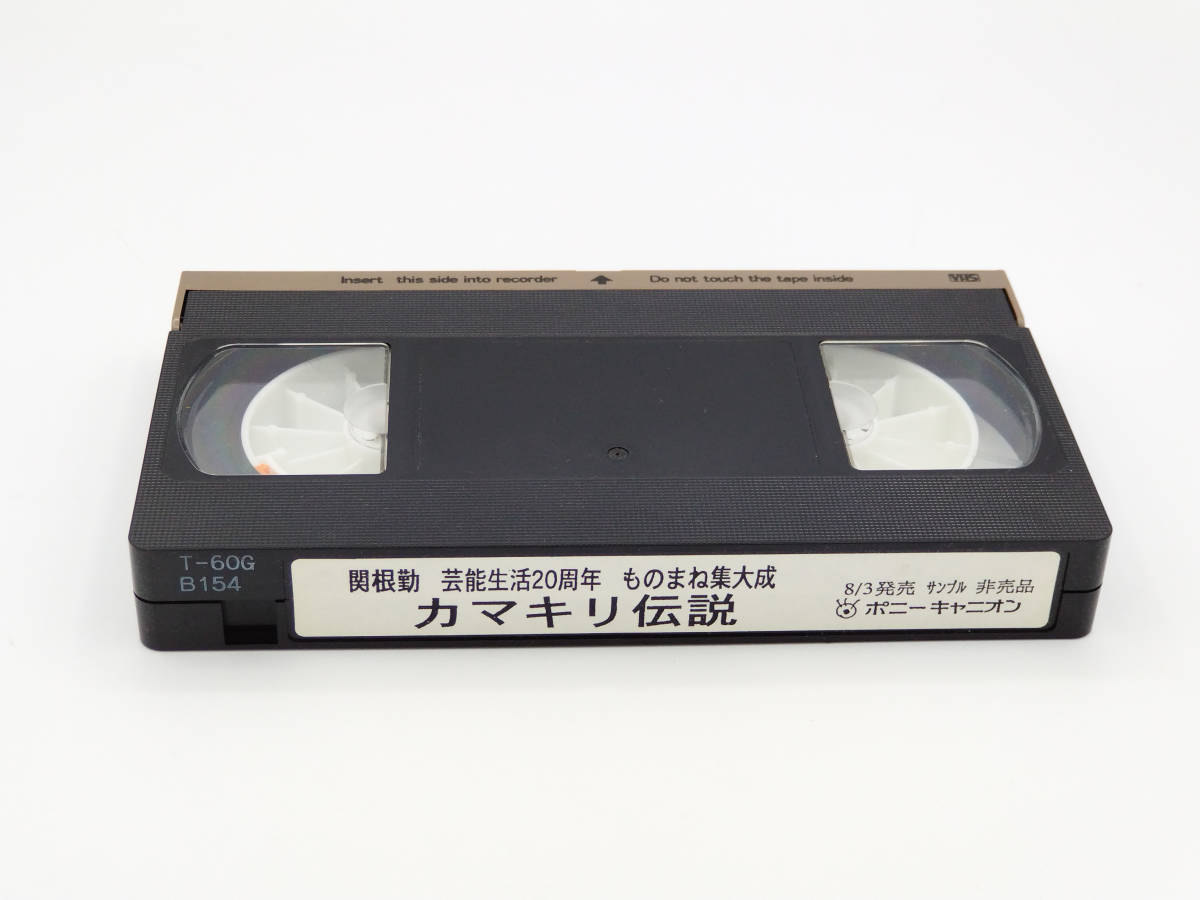 Insert this side into recorder Do not touch the tape inside VHS
T-60G
B154
関根勤 芸能生活20周年 ものまね集大成
カマキリ伝説
8/3発売 ｻﾝﾌﾟﾙ 非売品
ポニーキャニオン